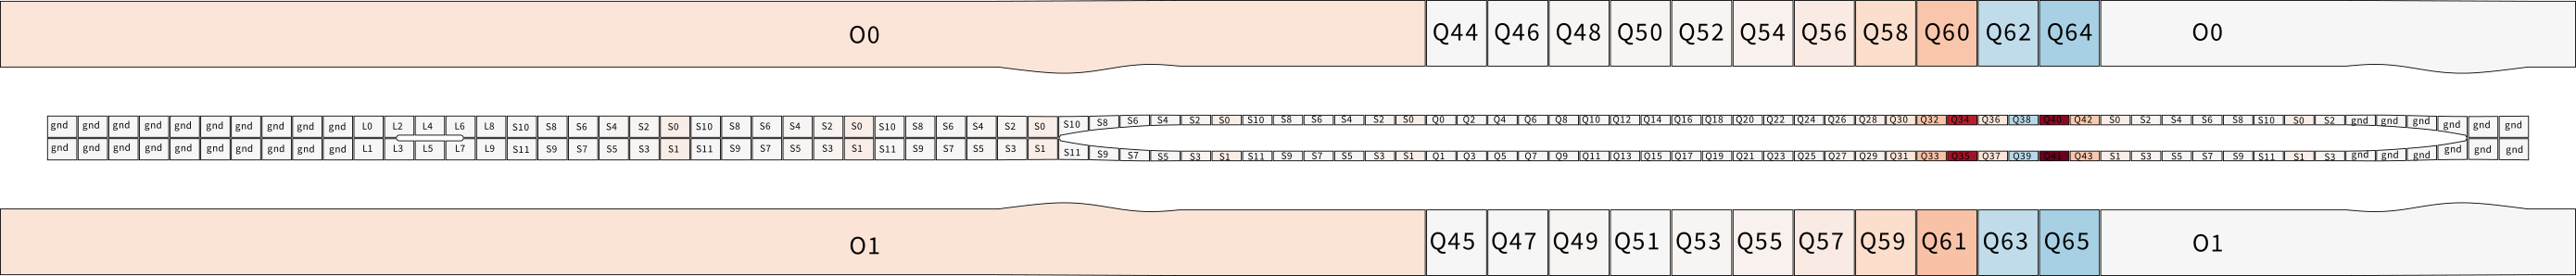 O0 Q44 Q46 Q48 Q50 Q52 Q54 Q56 Q58 Q60 Q62 Q64 O0
gnd gnd gnd gnd gnd gnd gnd gnd gnd gnd L0 L2 L4 L6 L8 S10 S8 S6 S4 S2 S0 S10 S8 S6 S4 S2 S0 S10 S8 S6 S4 S2 S0 S10 S8 S6 S4 S2 S0 S10 S8 S6 S4 S2 S0 Q0 Q2 Q4 Q6 Q8 Q10 Q12 Q14 Q16 Q18 Q20 Q22 Q24 Q26 Q28 Q30 Q32 Q34 Q36 Q38 Q40 Q42 S0 S2 S4 S6 S8 S10 S0 S2 gnd gnd gnd gnd gnd gnd
gnd gnd gnd gnd gnd gnd gnd gnd gnd gnd L1 L3 L5 L7 L9 S11 S9 S7 S5 S3 S1 S11 S9 S7 S5 S3 S1 S11 S9 S7 S5 S3 S1 S11 S9 S7 S5 S3 S1 S11 S9 S7 S5 S3 S1 Q1 Q3 Q5 Q7 Q9 Q11 Q13 Q15 Q17 Q19 Q21 Q23 Q25 Q27 Q29 Q31 Q33 Q35 Q37 Q39 Q41 Q43 S1 S3 S5 S7 S9 S11 S1 S3 gnd gnd gnd gnd gnd gnd
O1 Q45 Q47 Q49 Q51 Q53 Q55 Q57 Q59 Q61 Q63 Q65 O1